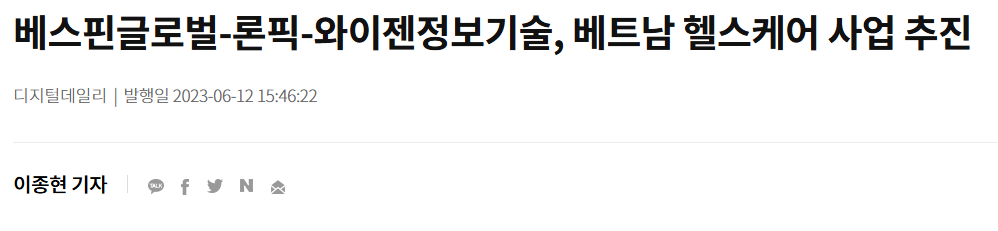 베스핀글로벌-론픽-와이젠정보기술, 베트남 헬스케어 사업 추진
디지털데일리 | 발행일 2023-06-12 15:46:22
이종현 기자
TALK